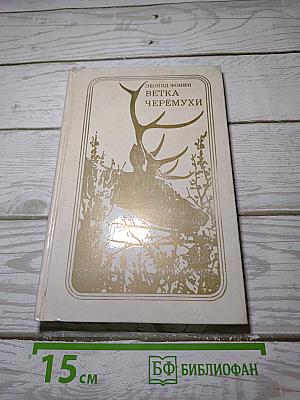 ЛЕОНИД ФОМИН
ВЕТКА
ЧЕРЕМУХИ
15 см
БФ БИБЛИОФАН